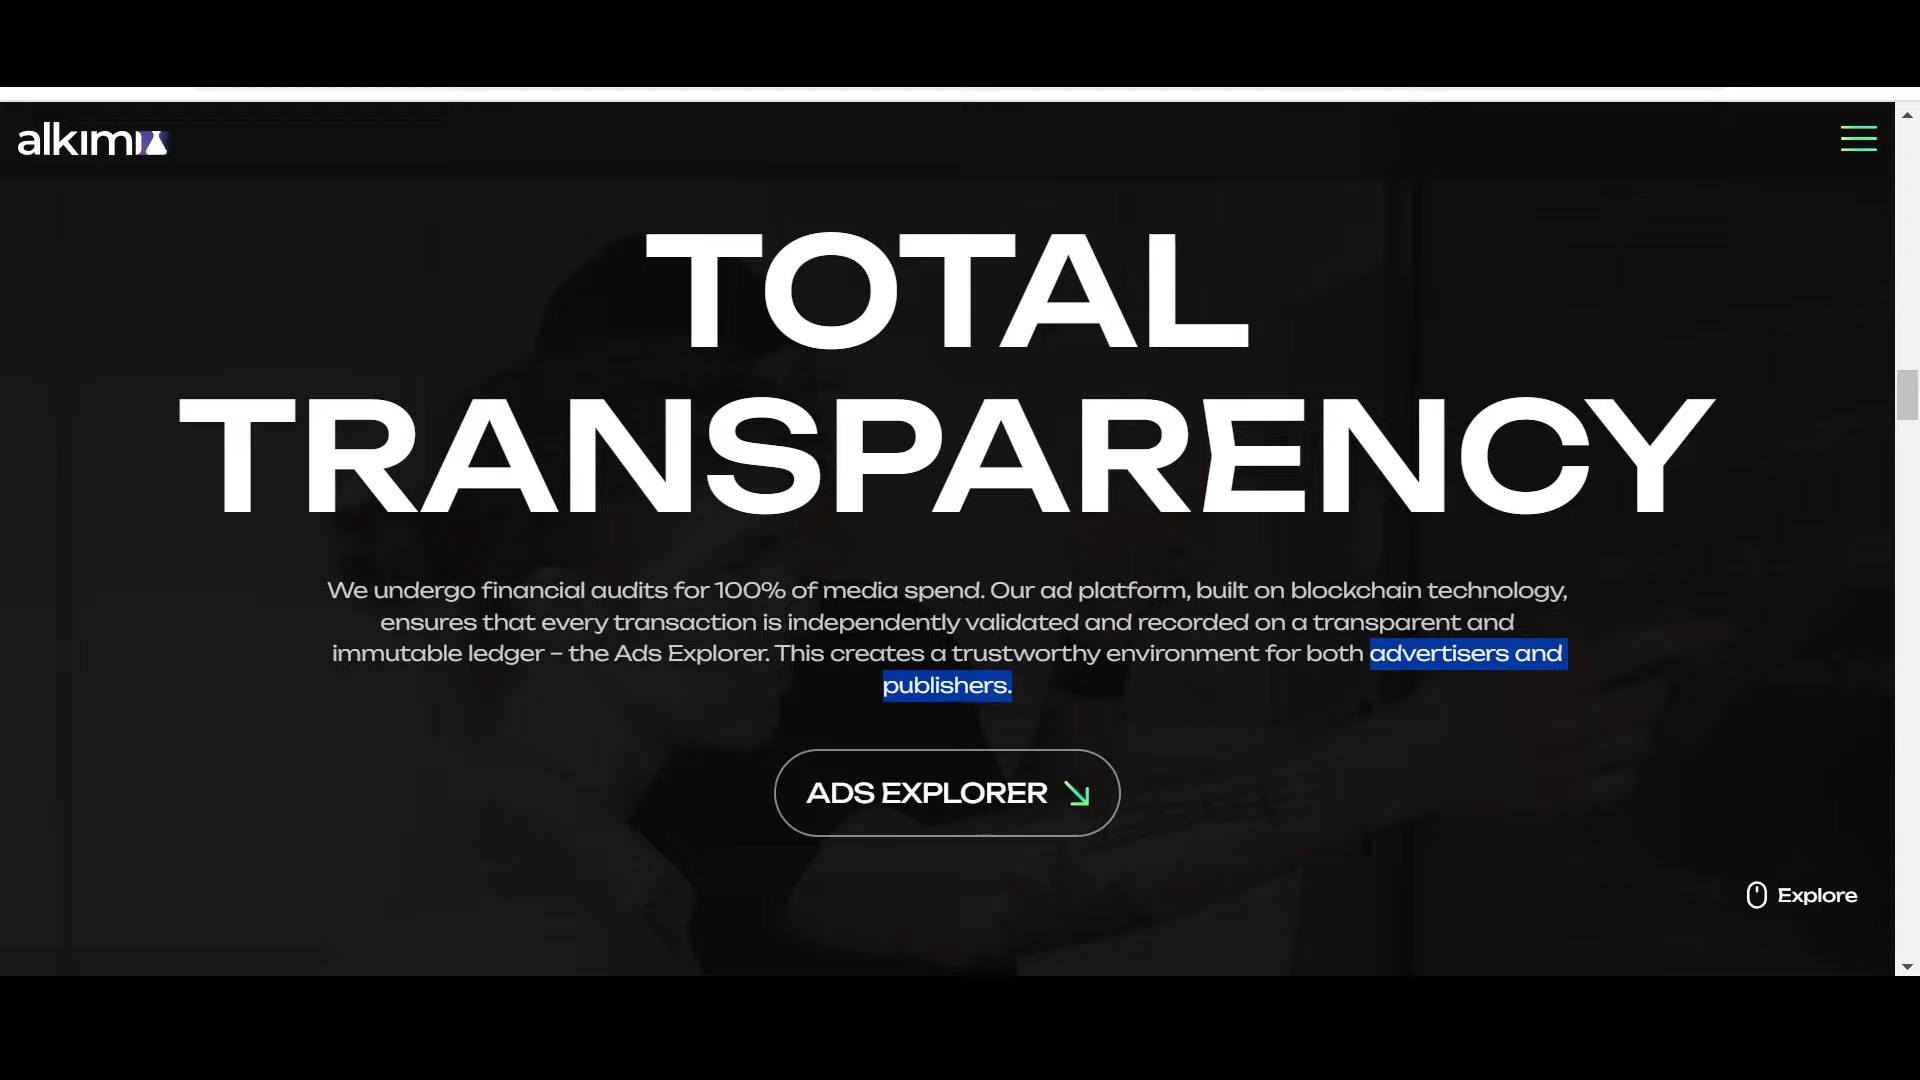 alkimi
TOTAL
TRANSPARENCY
We undergo financial audits for 100% of media spend. Our ad platform, built on blockchain technology,
ensures that every transaction is independently validated and recorded on a transparent and
immutable ledger – the Ads Explorer. This creates a trustworthy environment for both advertisers and
publishers.
ADS EXPLORER
Explore